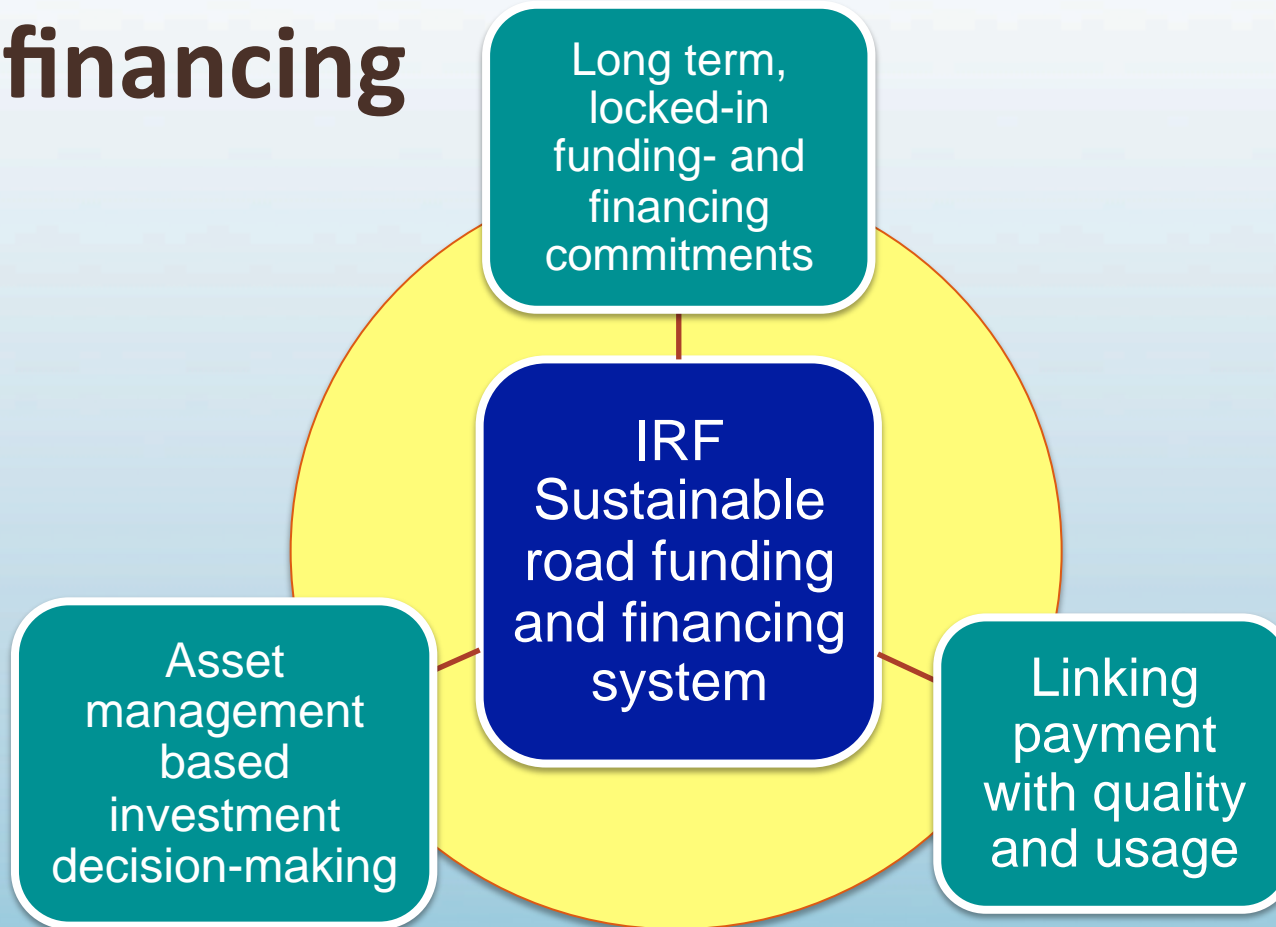 financing
Long term,
locked-in
funding- and
financing
commitments
IRF
Sustainable
road funding
and financing
system
Asset
management
based
investment
decision-making
Linking
payment
with quality
and usage